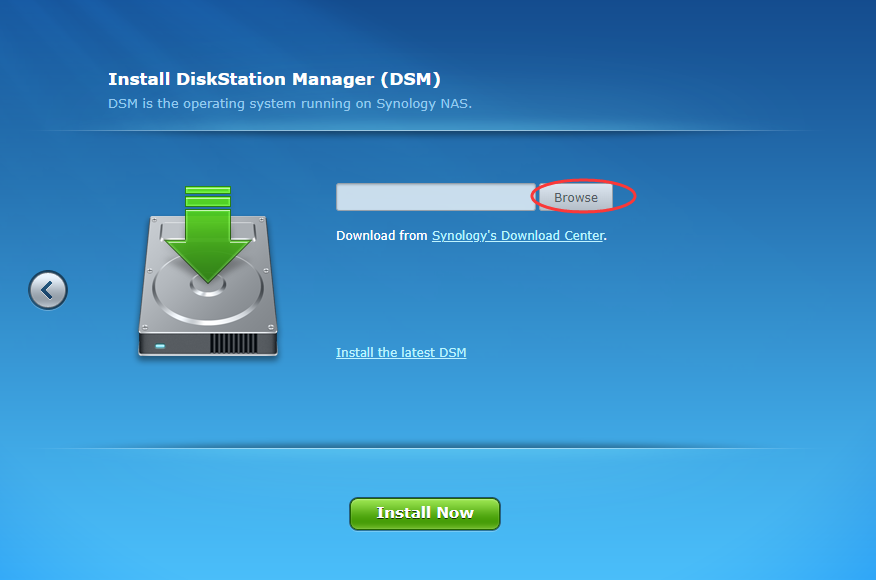 Install DiskStation Manager (DSM)
DSM is the operating system running on Synology NAS.
Browse
Download from Synology's Download Center.
Install the latest DSM
Install Now